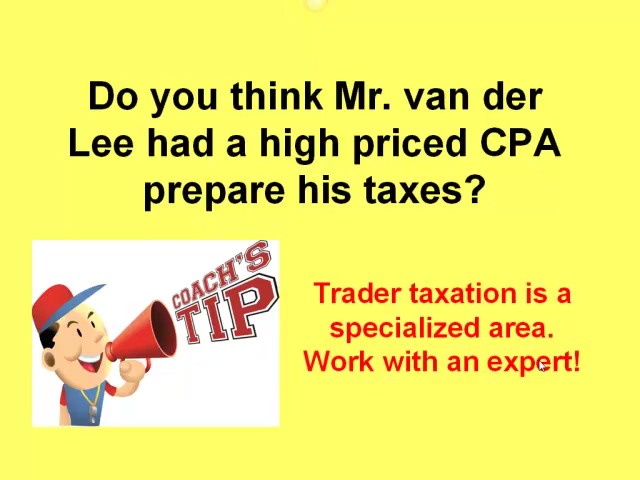 Do you think Mr. van der
Lee had a high priced CPA
prepare his taxes?
COACH'S
TIP
Trader taxation is a
specialized area.
Work with an expert!